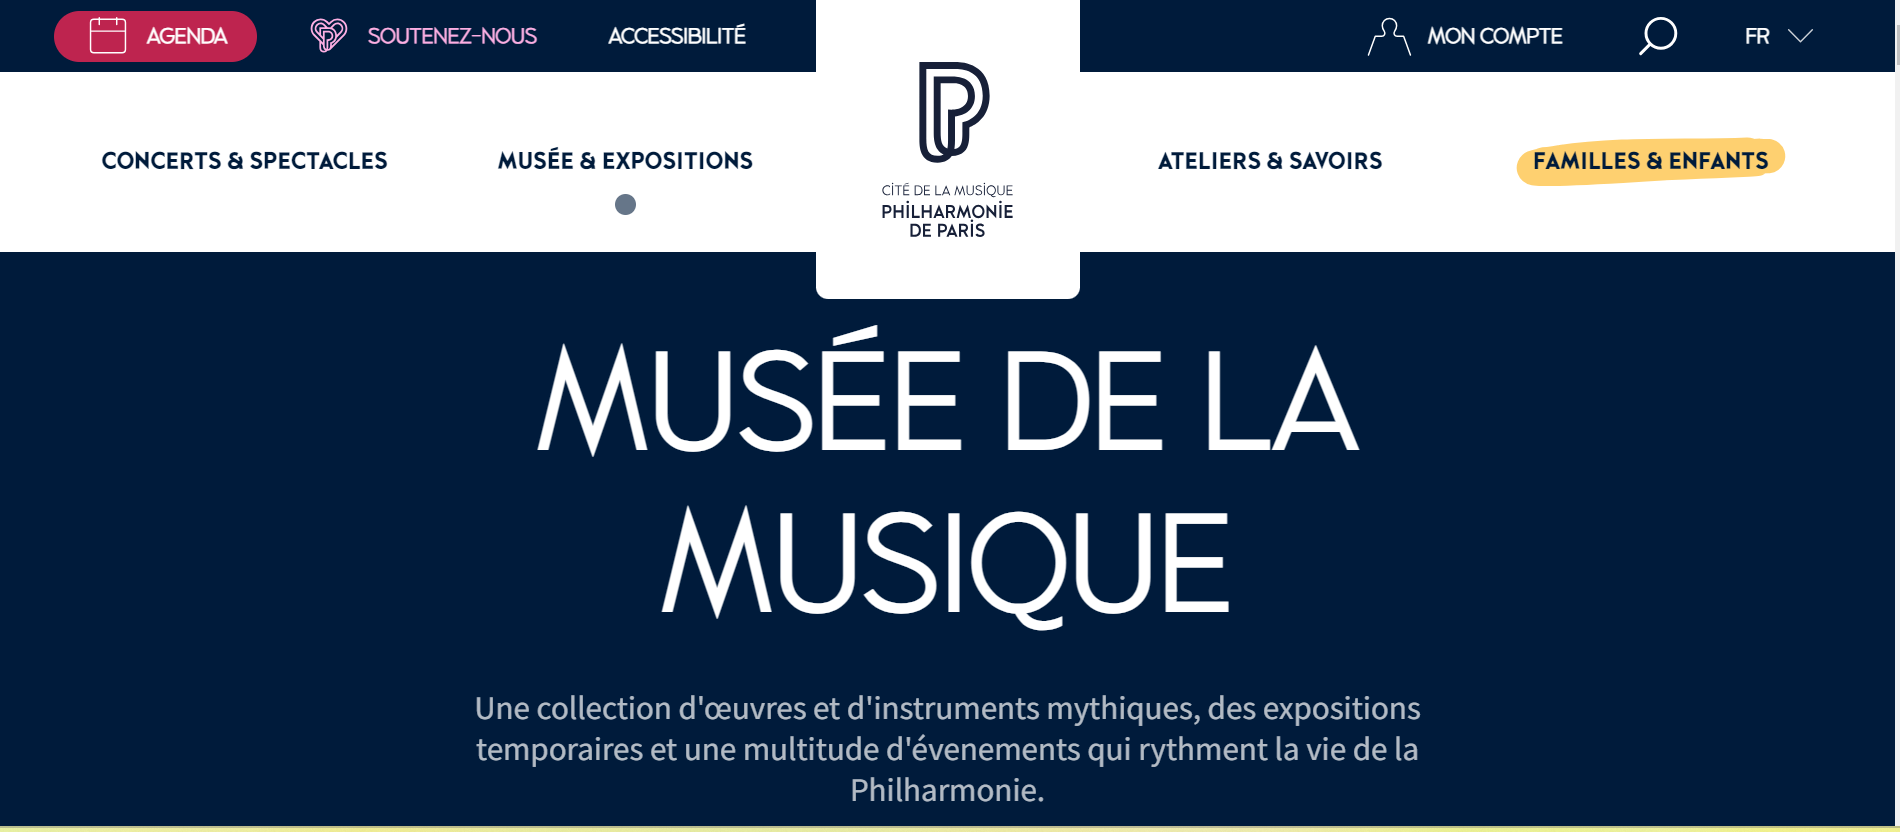 AGENDA
SOUTENEZ-NOUS
ACCESSIBILITÉ
MON COMPTE
FR
CONCERTS & SPECTACLES
MUSÉE & EXPOSITIONS
CITÉ DE LA MUSIQUE
PHILHARMONIE
DE PARIS
ATELIERS & SAVOIRS
FAMILLES & ENFANTS
MUSÉE DE LA
MUSIQUE
Une collection d'œuvres et d'instruments mythiques, des expositions
temporaires et une multitude d'évenements qui rythment la vie de la
Philharmonie.